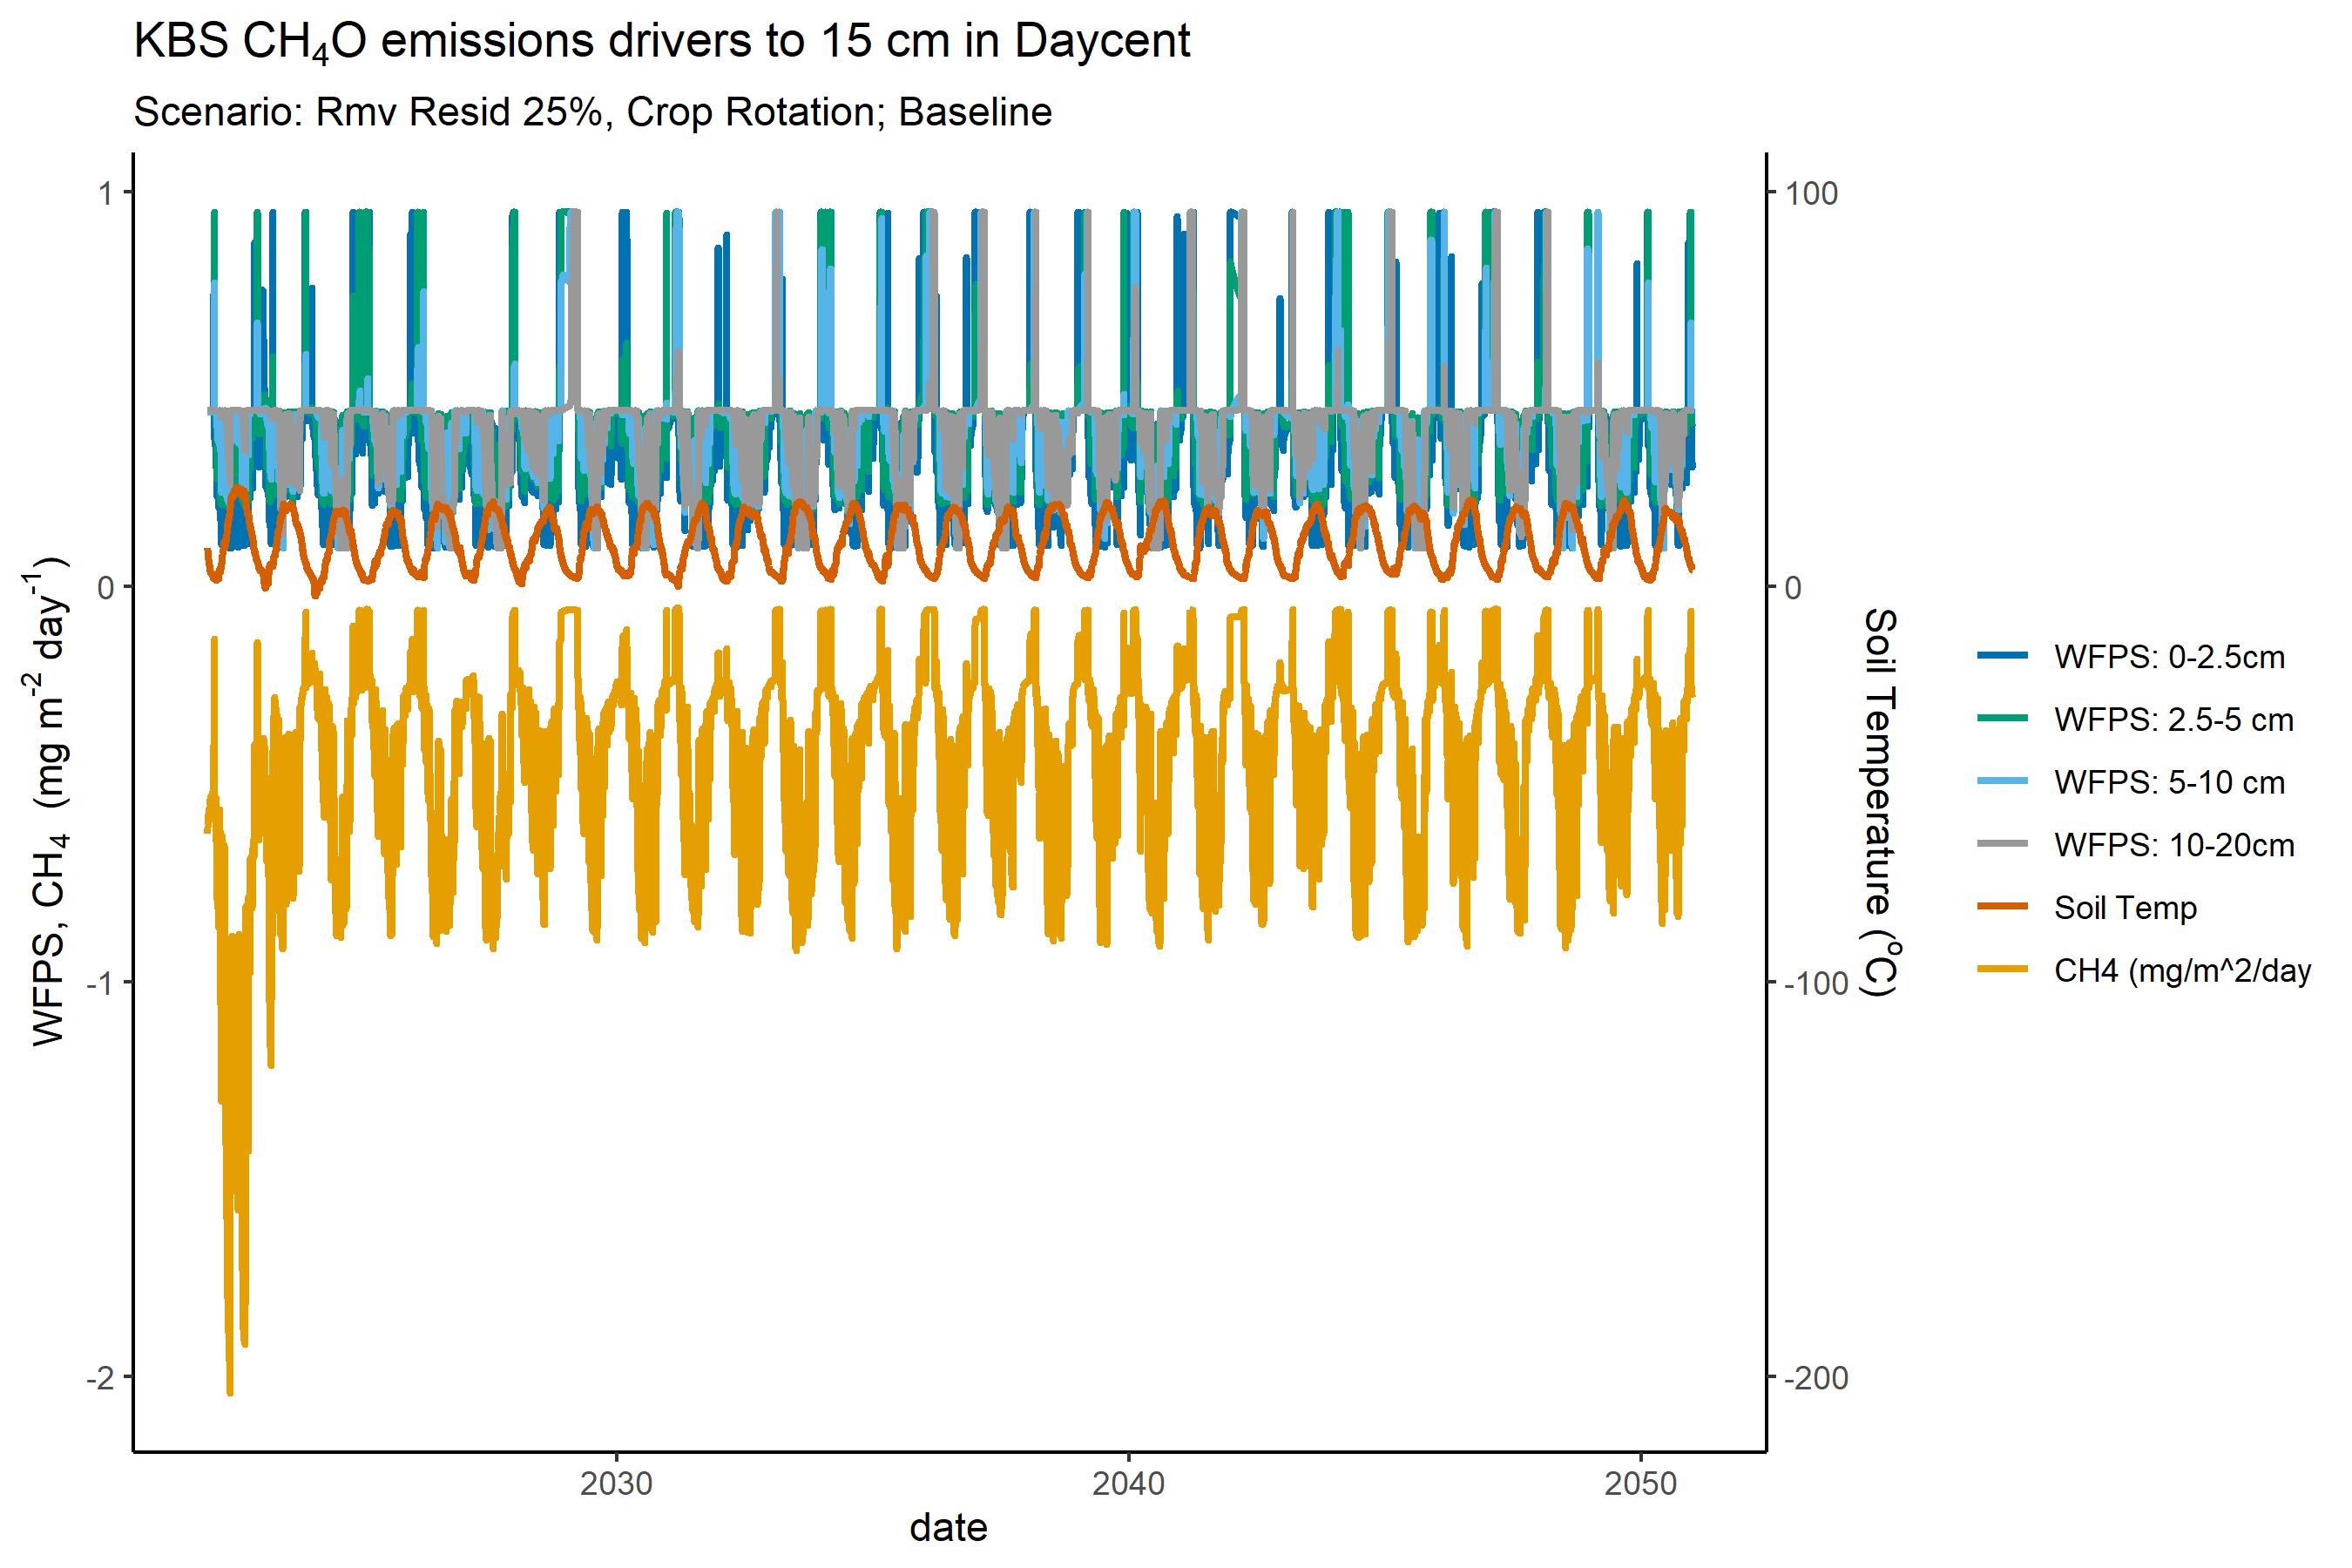 KBS CH₄O emissions drivers to 15 cm in Daycent
Scenario: Rmv Resid 25%, Crop Rotation; Baseline
WFPS, CH₄ (mg m⁻² day⁻¹)
1
0
-1
-2
100
0
-100
-200
Soil Temperature (ºC)
2030
2040
2050
date
WFPS: 0-2.5cm
WFPS: 2.5-5 cm
WFPS: 5-10 cm
WFPS: 10-20cm
Soil Temp
CH4 (mg/m^2/day